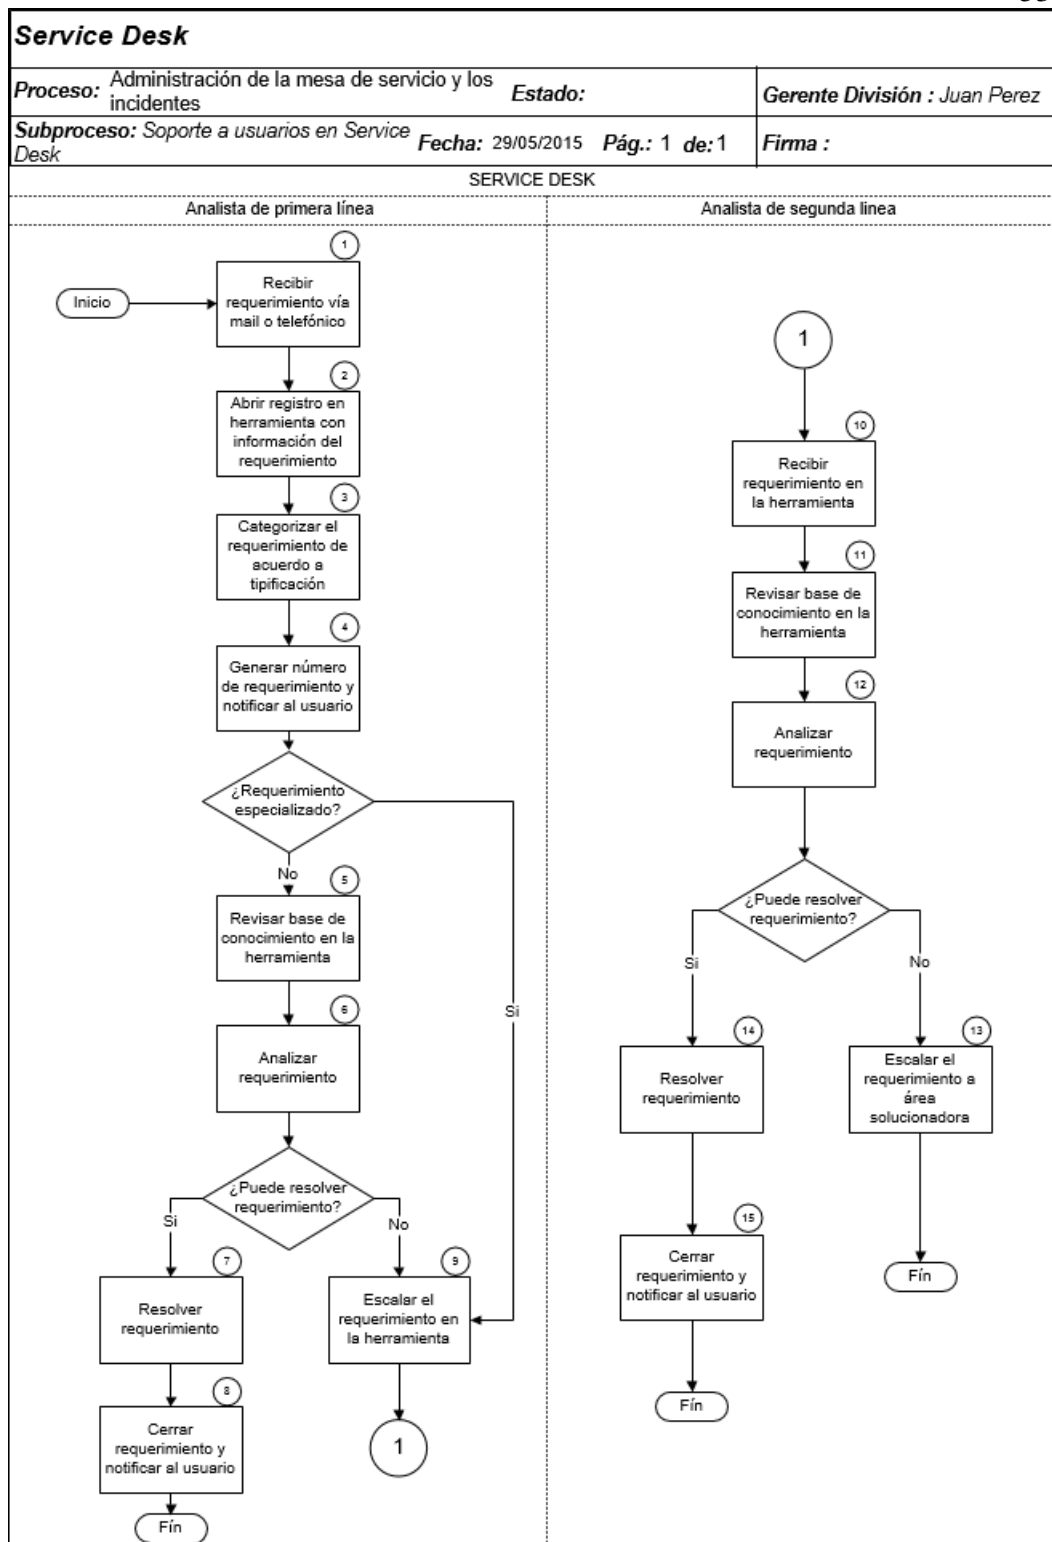 Service Desk
Proceso: Administración de la mesa de servicio y los
incidentes
Estado:
Gerente División : Juan Perez
Subproceso: Soporte a usuarios en Service
Desk
Fecha: 29/05/2015 Pág.: 1 de: 1
Firma :
SERVICE DESK
Analista de primera línea
Analista de segunda linea
Inicio
1
Recibir
requerimiento vía
mail o telefónico
2
Abrir registro en
herramienta con
información del
requerimiento
3
Categorizar el
requerimiento de
acuerdo a
tipificación
4
Generar número
de requerimiento y
notificar al usuario
¿Requerimiento
especializado?
No
Si
5
Revisar base de
conocimiento en la
herramienta
6
Analizar
requerimiento
¿Puede resolver
requerimiento?
Si
No
7
Resolver
requerimiento
8
Cerrar
requerimiento y
notificar al usuario
Fín
9
Escalar el
requerimiento en
la herramienta
1
1
10
Recibir
requerimiento en
la herramienta
11
Revisar base de
conocimiento en la
herramienta
12
Analizar
requerimiento
¿Puede resolver
requerimiento?
Si
No
14
Resolver
requerimiento
13
Escalar el
requerimiento a
área
solucionadora
15
Cerrar
requerimiento y
notificar al usuario
Fín
Fín